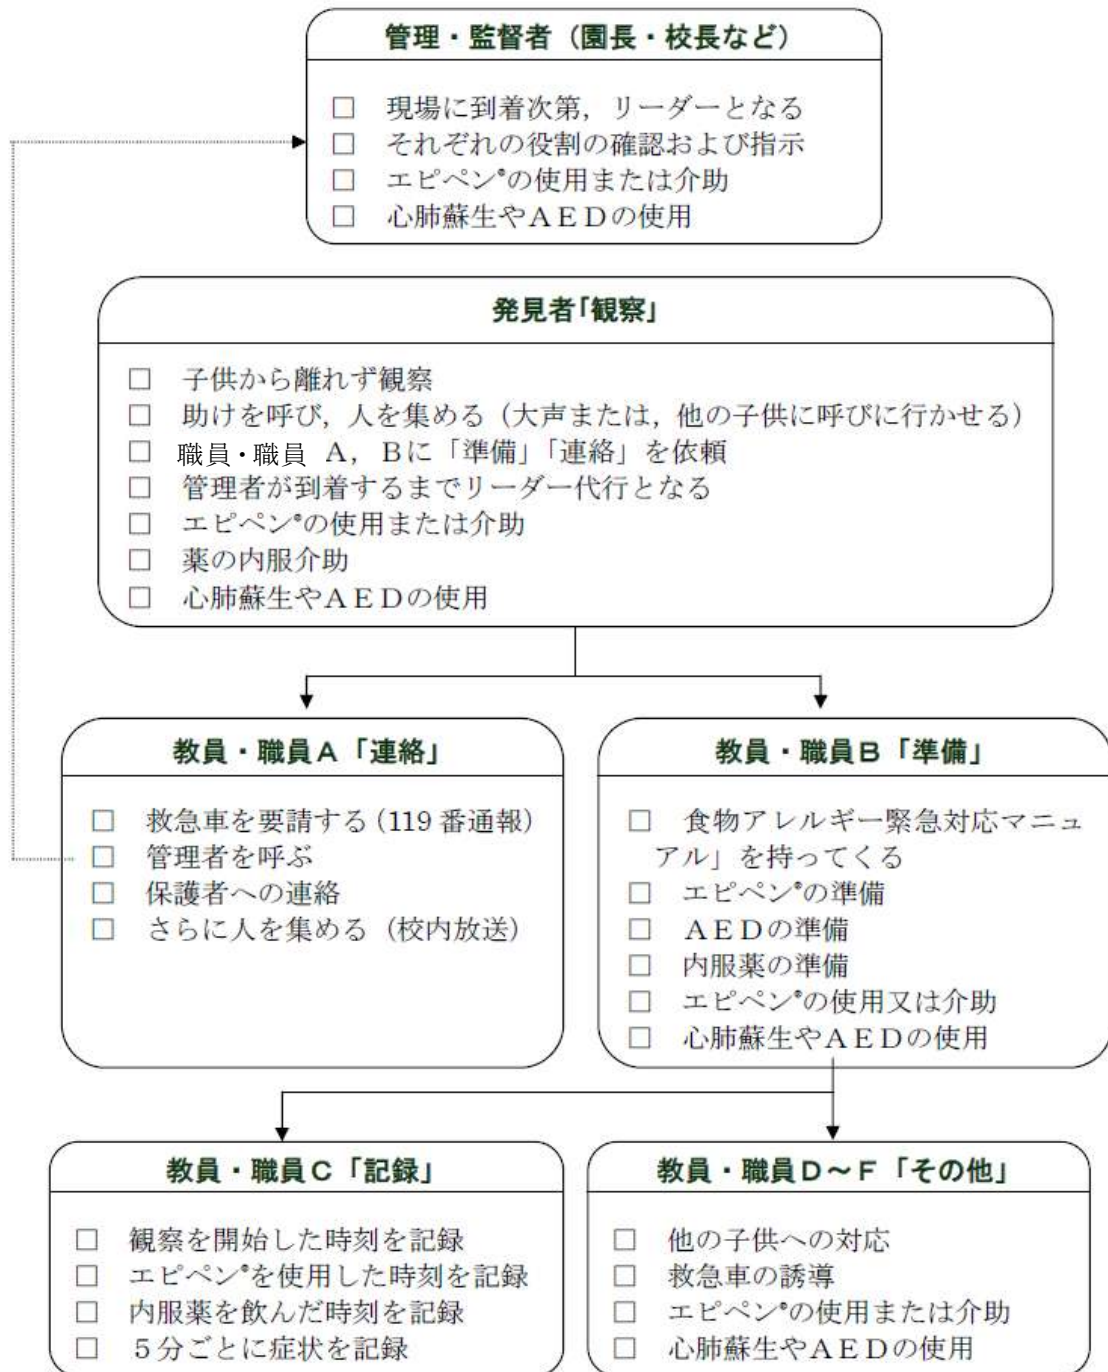 管理・監督者（園長・校長など）
□ 現場に到着次第，リーダーとなる
□ それぞれの役割の確認および指示
□ エピペン®の使用または介助
□ 心肺蘇生やＡＥＤの使用
発見者「観察」
□ 子供から離れず観察
□ 助けを呼び，人を集める（大声または，他の子供に呼びに行かせる）
□ 職員・職員 Ａ，Ｂに「準備」「連絡」を依頼
□ 管理者が到着するまでリーダー代行となる
□ エピペン®の使用または介助
□ 薬の内服介助
□ 心肺蘇生やＡＥＤの使用
教員・職員Ａ「連絡」
□ 救急車を要請する（119 番通報）
□ 管理者を呼ぶ
□ 保護者への連絡
□ さらに人を集める（校内放送）
教員・職員Ｂ「準備」
□ 食物アレルギー緊急対応マニュ
アル」を持ってくる
□ エピペン®の準備
□ ＡＥＤの準備
□ 内服薬の準備
□ エピペン®の使用又は介助
□ 心肺蘇生やＡＥＤの使用
教員・職員Ｃ「記録」
□ 観察を開始した時刻を記録
□ エピペン®を使用した時刻を記録
□ 内服薬を飲んだ時刻を記録
□ ５分ごとに症状を記録
教員・職員Ｄ～Ｆ「その他」
□ 他の子供への対応
□ 救急車の誘導
□ エピペン®の使用または介助
□ 心肺蘇生やＡＥＤの使用